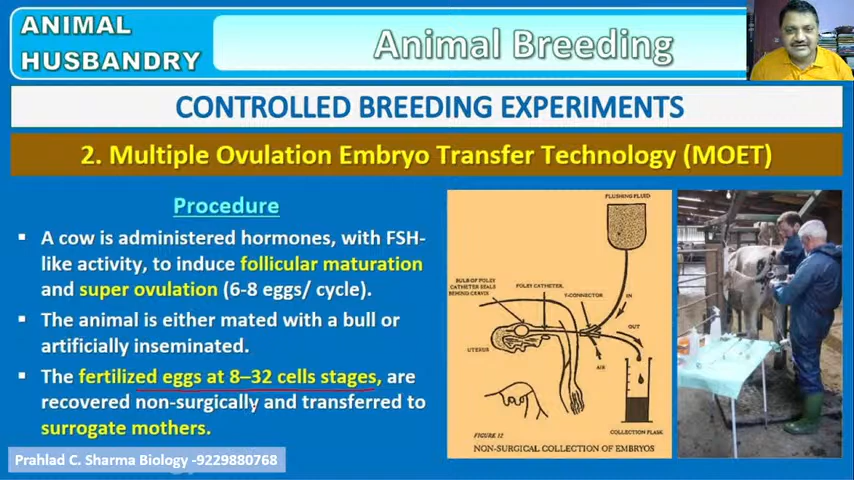 ANIMAL
HUSBANDRY
Animal Breeding
CONTROLLED BREEDING EXPERIMENTS
2. Multiple Ovulation Embryo Transfer Technology (MOET)
Procedure
▪ A cow is administered hormones, with FSH-
like activity, to induce follicular maturation
and super ovulation (6-8 eggs/ cycle).
▪ The animal is either mated with a bull or
artificially inseminated.
▪ The fertilized eggs at 8–32 cells stages, are
recovered non-surgically and transferred to
surrogate mothers.
FLUSHING FLUID
BULB OF FOLEY
CATHETER SEALS
BEHIND CERVIX
FOLEY CATHETER
Y-CONNECTOR
IN
OUT
UTERUS
AIR
COLLECTION FLASK
FIGURE 12
NON-SURGICAL COLLECTION OF EMBRYOS
Prahlad C. Sharma Biology -9229880768